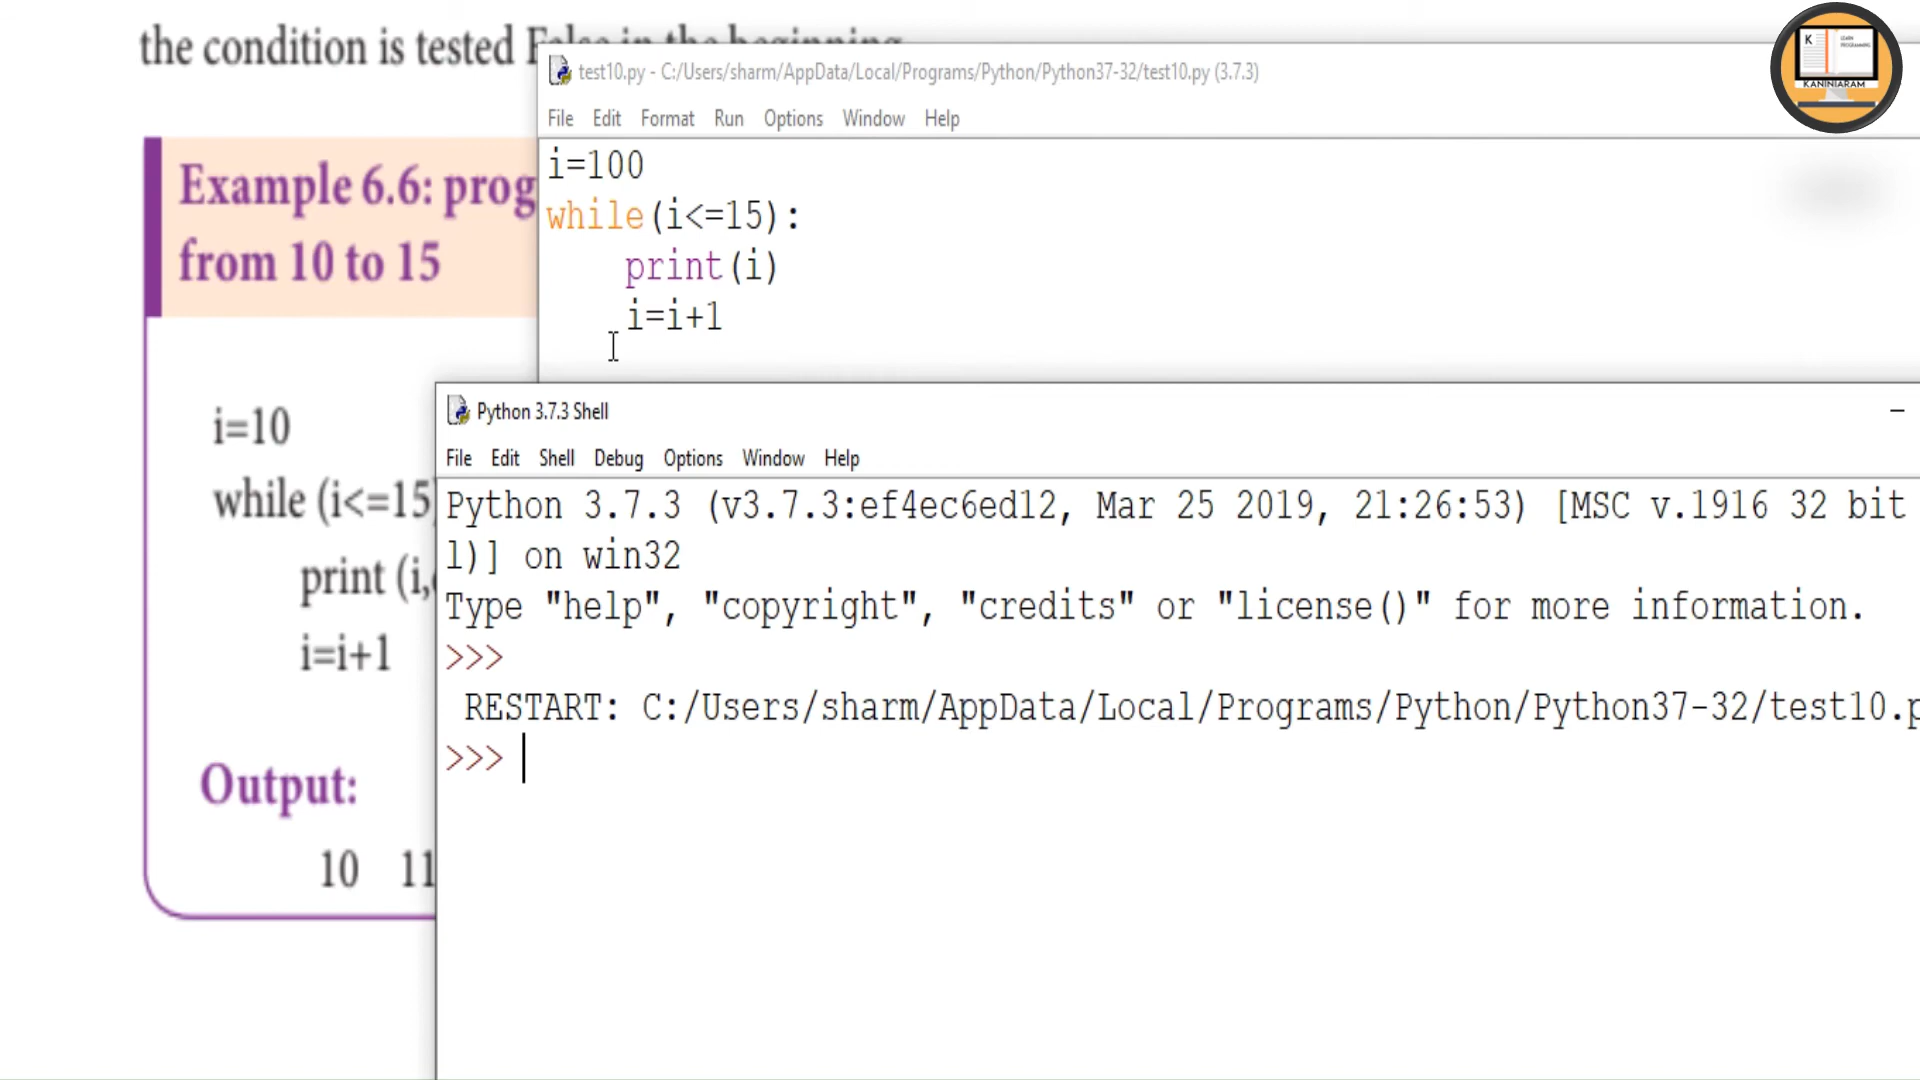 the condition is tested False in the beginning
KANINIARAM
test10.py - C:/Users/sharm/AppData/Local/Programs/Python/Python37-32/test10.py (3.7.3)
File Edit Format Run Options Window Help
i=100
while(i<=15):
print(i)
i=i+1
Example 6.6: prog
from 10 to 15
i=10
while (i<=15)
print (i,
i=i+1
Output:
10 11
Python 3.7.3 Shell
File Edit Shell Debug Options Window Help
Python 3.7.3 (v3.7.3:ef4ec6ed12, Mar 25 2019, 21:26:53) [MSC v.1916 32 bit
l)] on win32
Type "help", "copyright", "credits" or "license()" for more information.
>>>
RESTART: C:/Users/sharm/AppData/Local/Programs/Python/Python37-32/test10.p
>>>